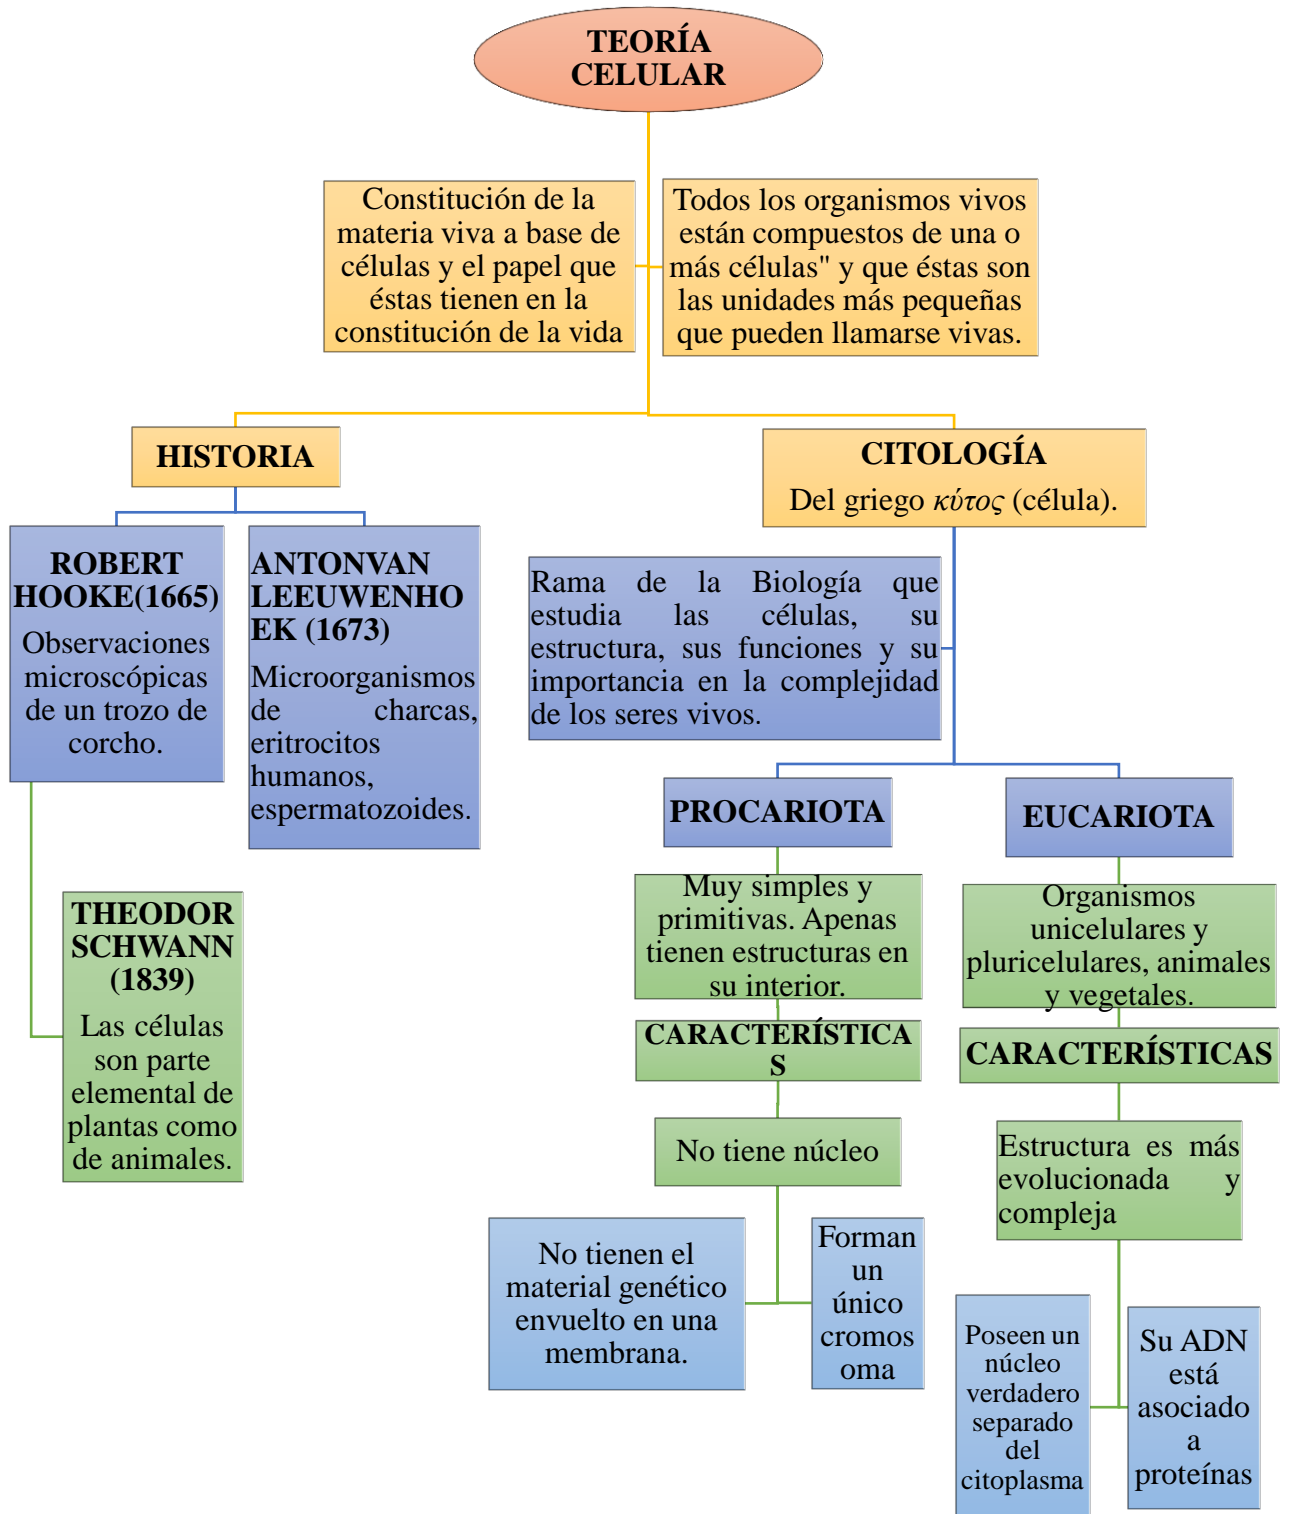 TEORÍA
CELULAR
Constitución de la
materia viva a base de
células y el papel que
éstas tienen en la
constitución de la vida
Todos los organismos vivos
están compuestos de una o
más células" y que éstas son
las unidades más pequeñas
que pueden llamarse vivas.
HISTORIA
CITOLOGÍA
Del griego κύτος (célula).
ROBERT
HOOKE(1665)
Observaciones
microscópicas
de un trozo de
corcho.
ANTONVAN
LEEUWENHO
EK (1673)
Microorganismos
de charcas,
eritrocitos
humanos,
espermatozoides.
Rama de la Biología que
estudia las células, su
estructura, sus funciones y su
importancia en la complejidad
de los seres vivos.
THEODOR
SCHWANN
(1839)
Las células
son parte
elemental de
plantas como
de animales.
PROCARIOTA
Muy simples y
primitivas. Apenas
tienen estructuras en
su interior.
CARACTERÍSTICA
S
No tiene núcleo
No tienen el
material genético
envuelto en una
membrana.
Forman
un
único
cromos
oma
EUCARIOTA
Organismos
unicelulares y
pluricelulares, animales
y vegetales.
CARACTERÍSTICAS
Estructura es más
evolucionada y
compleja
Poseen un
núcleo
verdadero
separado
del
citoplasma
Su ADN
está
asociado
a
proteínas